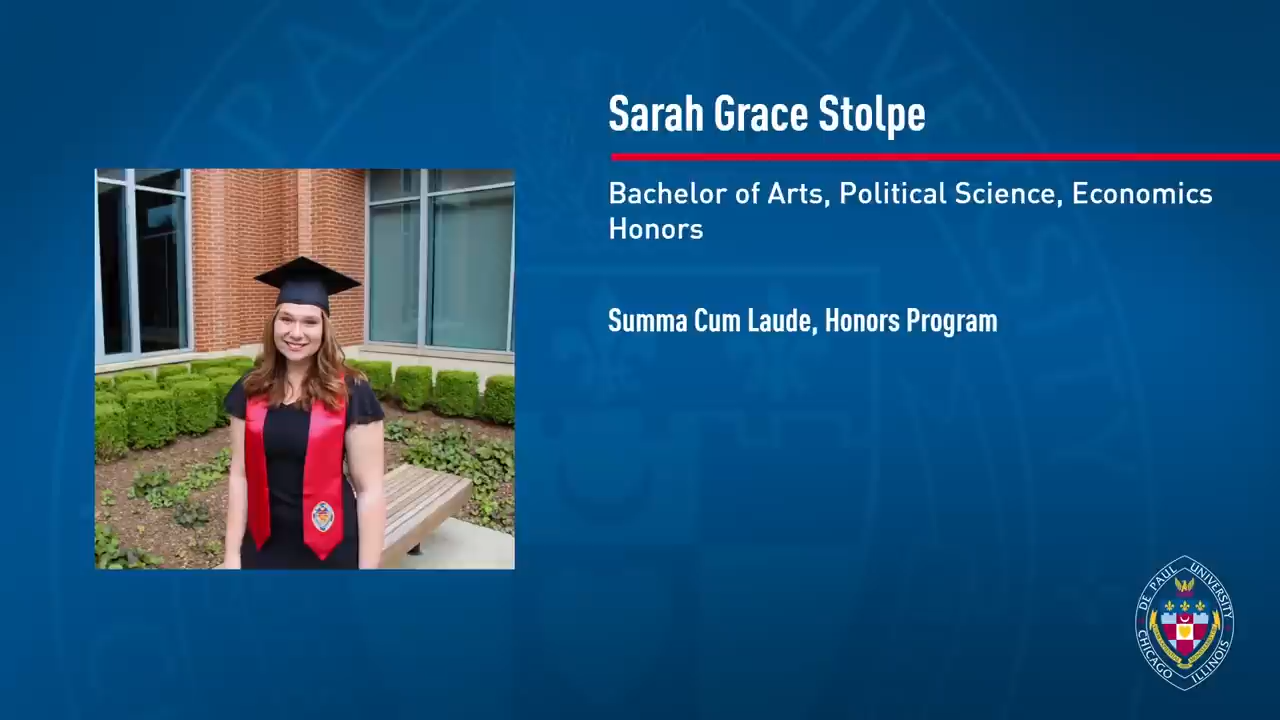 Sarah Grace Stolpe
Bachelor of Arts, Political Science, Economics
Honors
Summa Cum Laude, Honors Program
DE PAUL UNIVERSITY
CHICAGO ILLINOIS